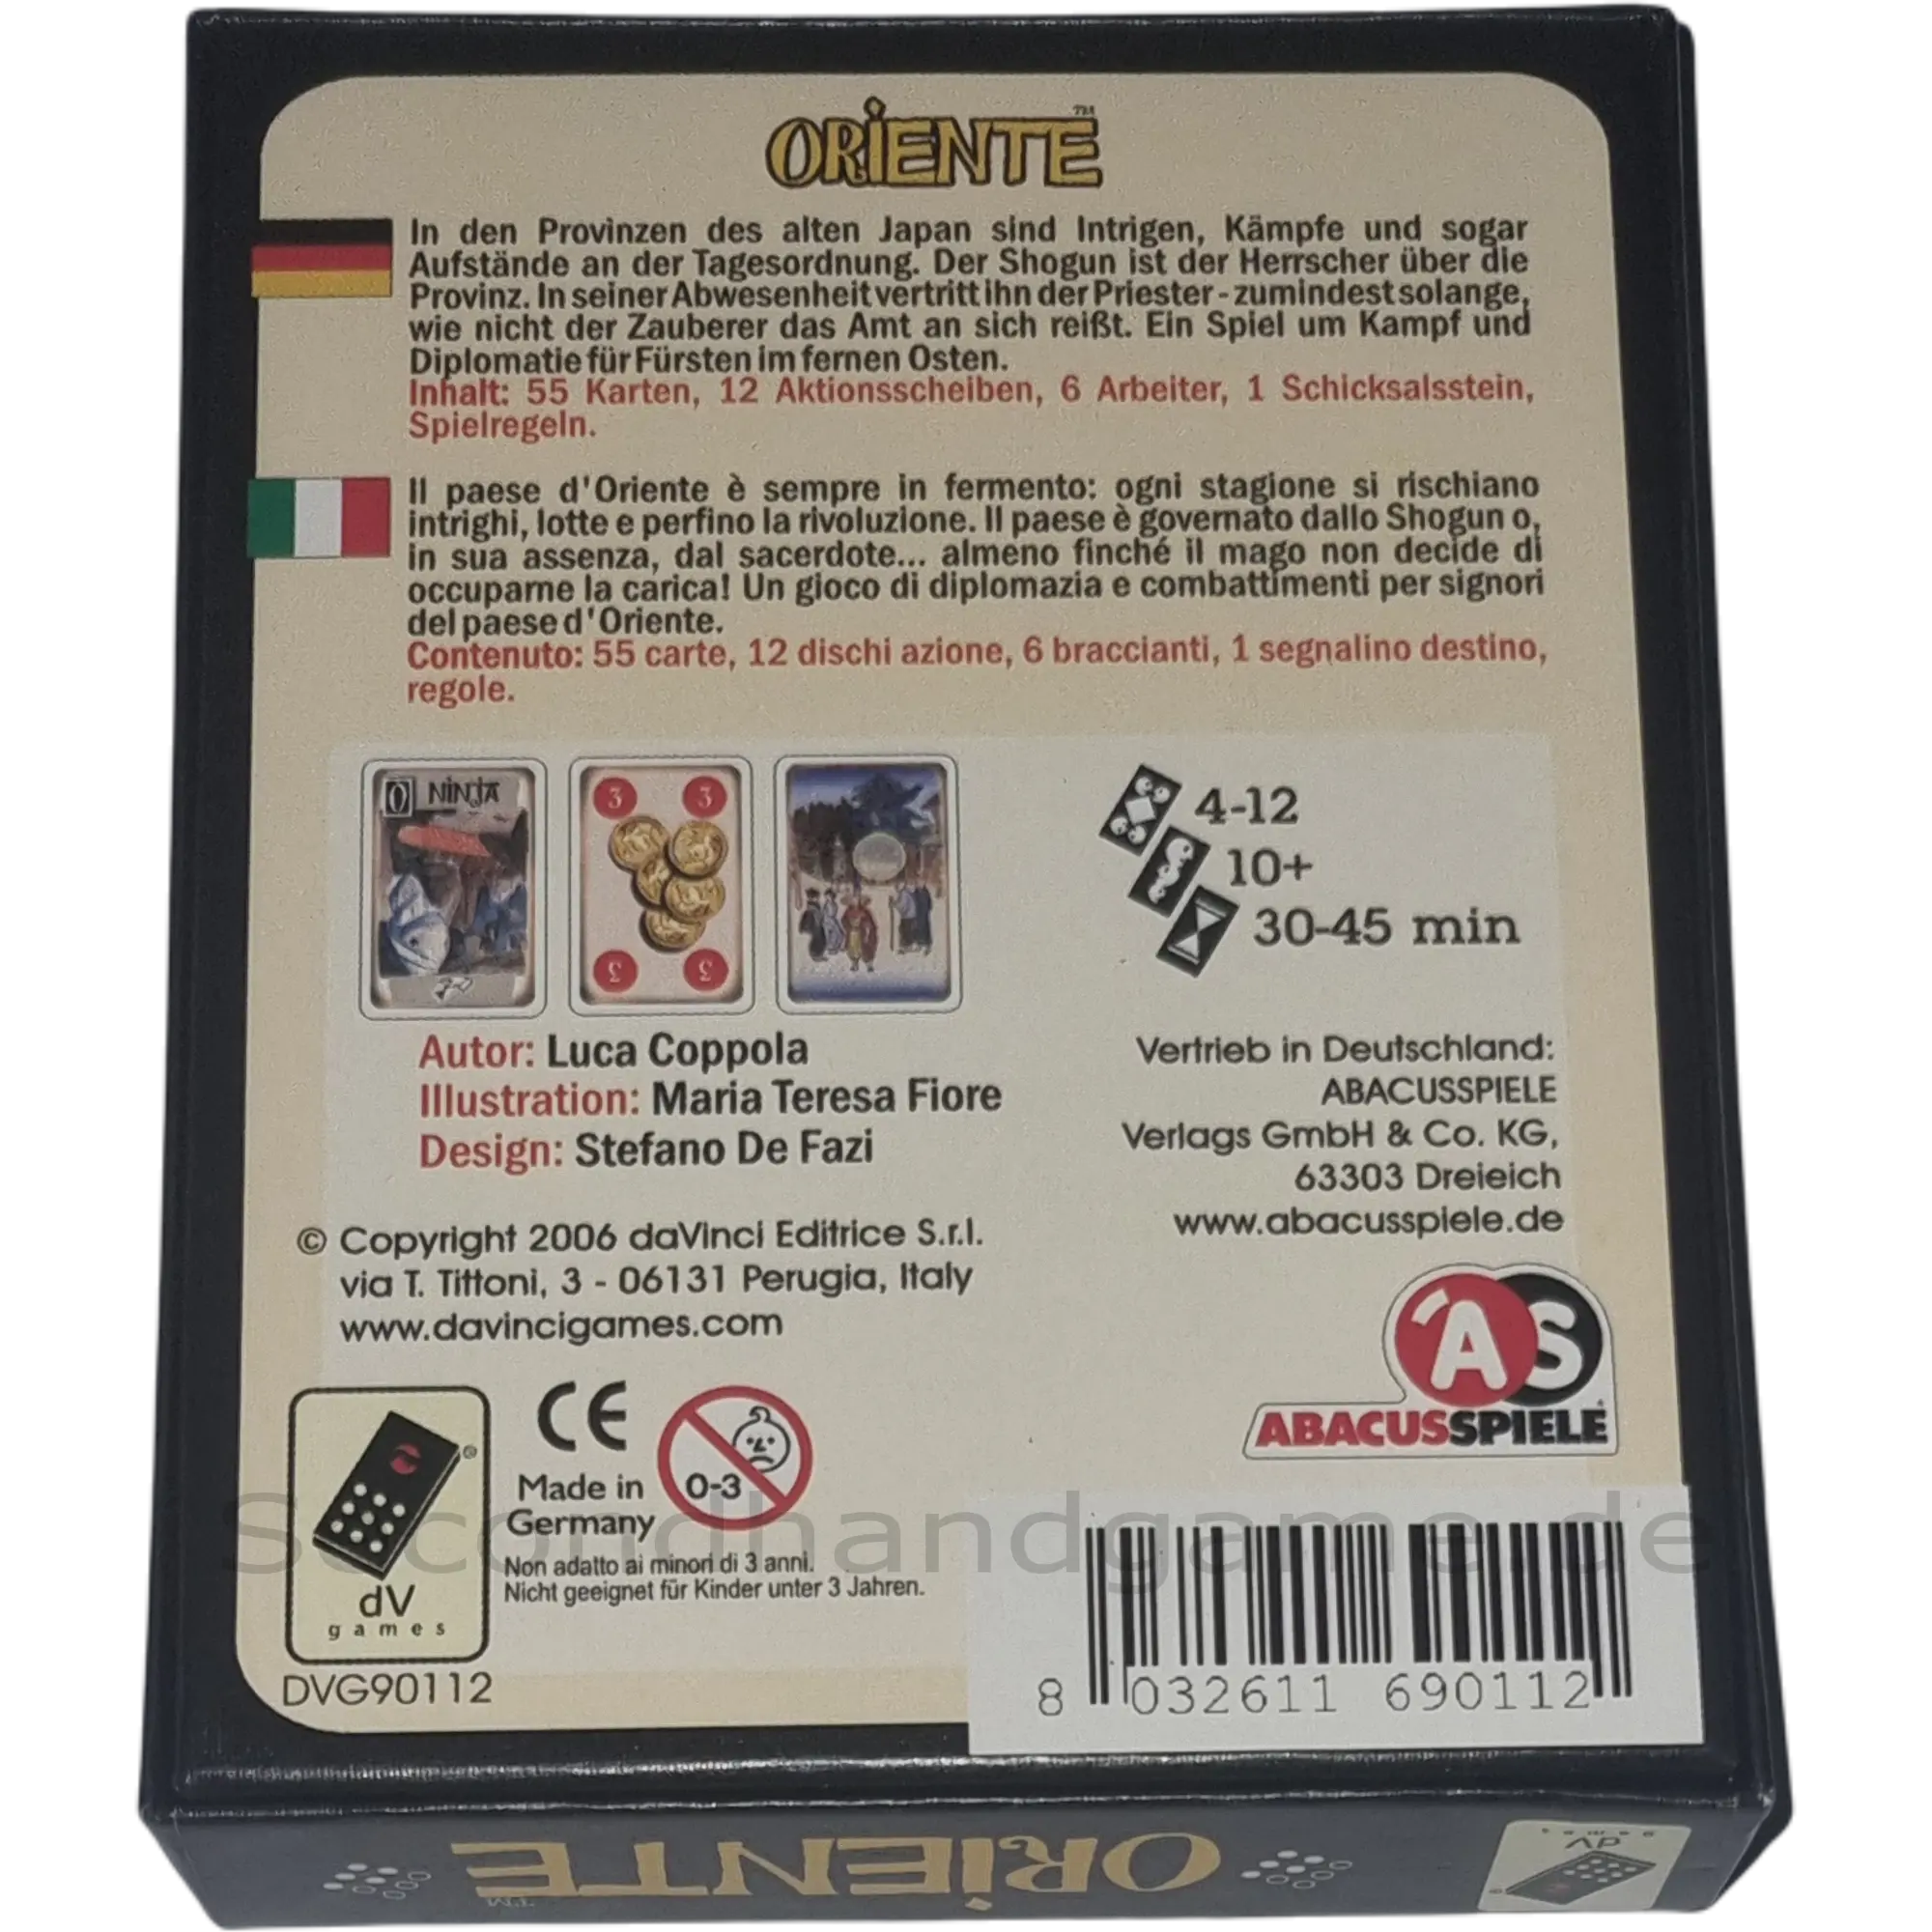 ORiENTE™
In den Provinzen des alten Japan sind Intrigen, Kämpfe und sogar
Aufstände an der Tagesordnung. Der Shogun ist der Herrscher über die
Provinz. In seiner Abwesenheit vertritt ihn der Priester - zumindest solange,
wie nicht der Zauberer das Amt an sich reißt. Ein Spiel um Kampf und
Diplomatie für Fürsten im fernen Osten.
Inhalt: 55 Karten, 12 Aktionsscheiben, 6 Arbeiter, 1 Schicksalsstein,
Spielregeln.
Il paese d'Oriente è sempre in fermento: ogni stagione si rischiano
intrighi, lotte e perfino la rivoluzione. Il paese è governato dallo Shogun o,
in sua assenza, dal sacerdote... almeno finché il mago non decide di
occuparne la carica! Un gioco di diplomazia e combattimenti per signori
del paese d'Oriente.
Contenuto: 55 carte, 12 dischi azione, 6 braccianti, 1 segnalino destino,
regole.
0 NiNJA
3 3
3 3
4-12
10+
30-45 min
Autor: Luca Coppola
Illustration: Maria Teresa Fiore
Design: Stefano De Fazi
Vertrieb in Deutschland:
ABACUSSPIELE
Verlags GmbH & Co. KG,
63303 Dreieich
www.abacusspiele.de
© Copyright 2006 daVinci Editrice S.r.l.
via T. Tittoni, 3 - 06131 Perugia, Italy
www.davincigames.com
AS
ABACUSSPIELE
CE
0-3
Made in
Germany
Non adatto ai minori di 3 anni.
Nicht geeignet für Kinder unter 3 Jahren.
®
dV
games
DVG90112
8 032611 690112
Secondhandgame.de
ORiENTE™
dV
games